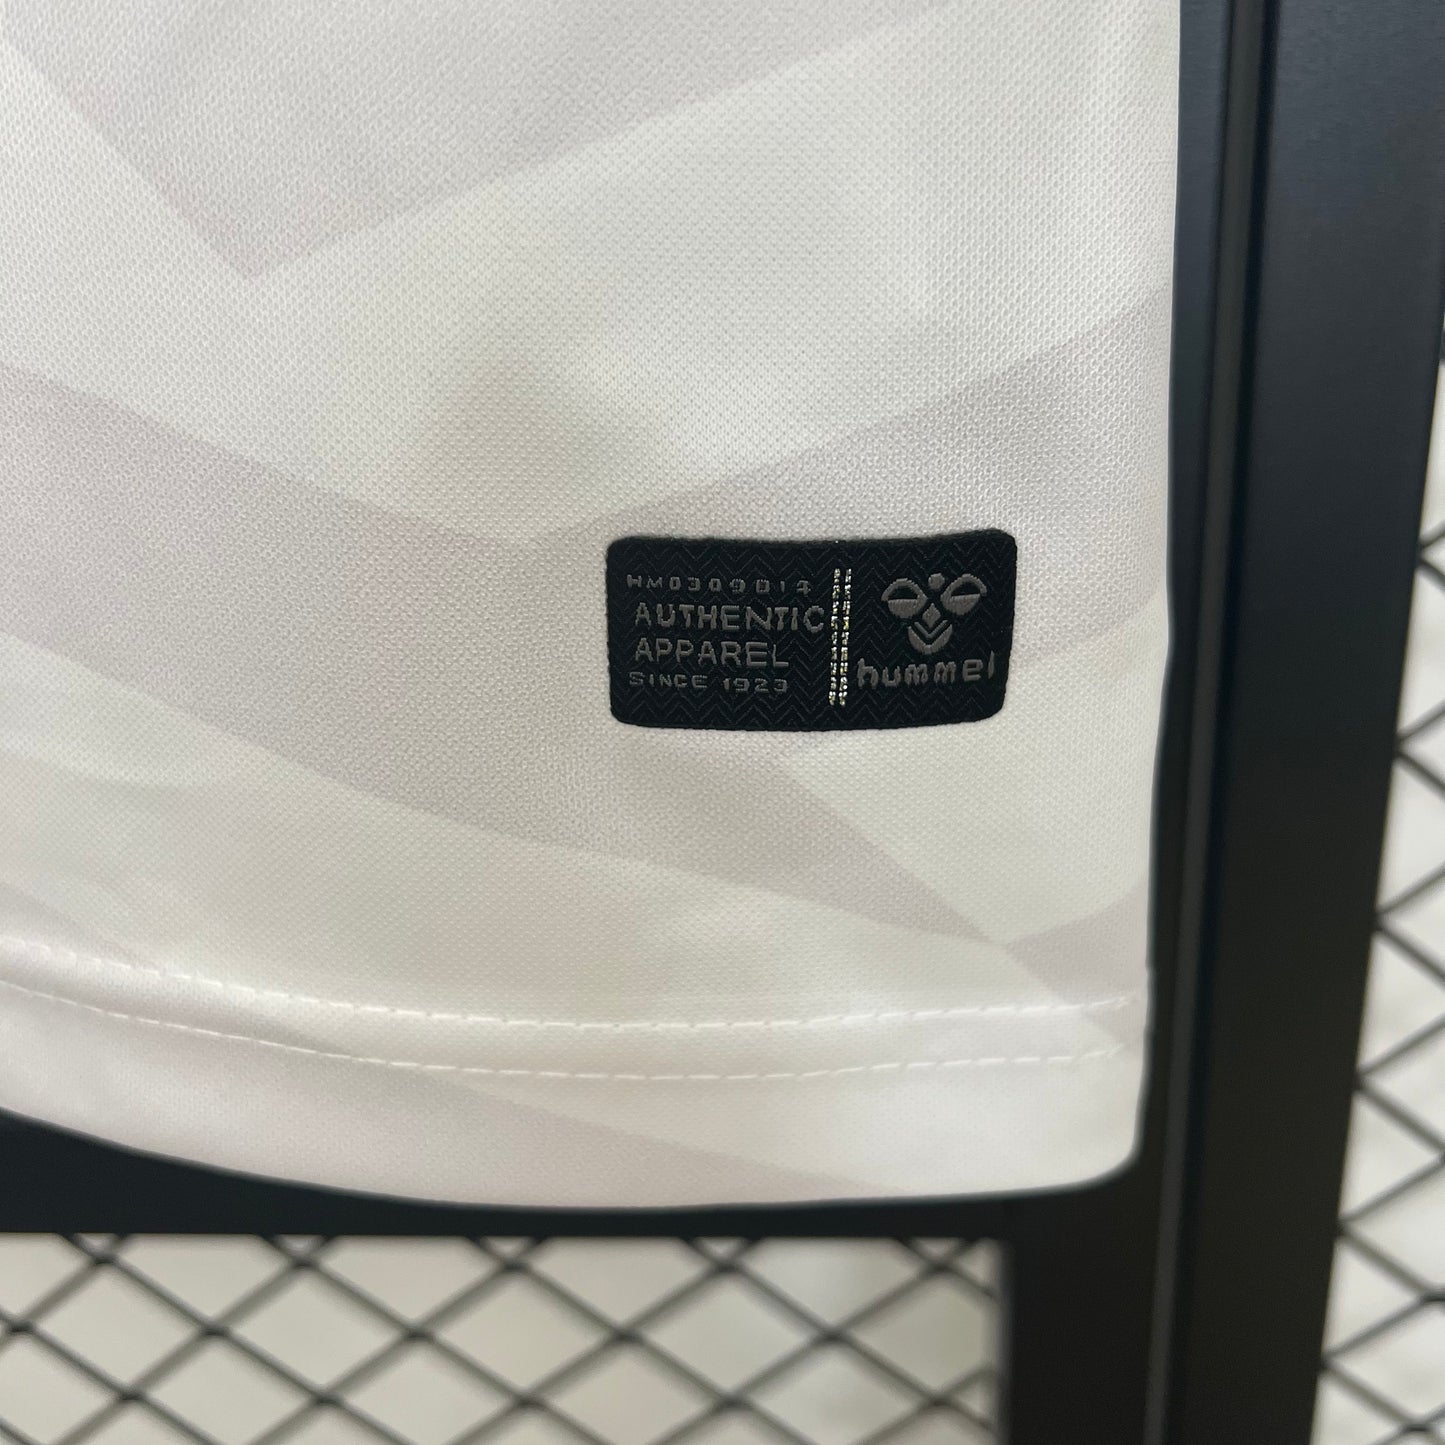 HM0309014
AUTHENTIC
APPAREL
SINCE 1923
hummel